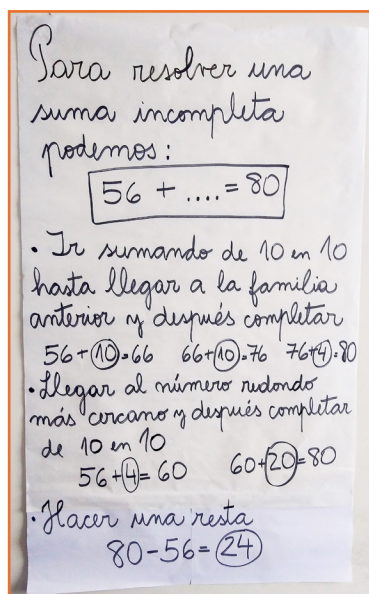 Para resolver una
suma incompleta
podemos:
56 + .... = 80
• Ir sumando de 10 en 10
hasta llegar a la familia
anterior y después completar
56+10=66 66+10=76 76+4=80
• Llegar al número redondo
más cercano y después completar
de 10 en 10
56+4=60 60+20=80
• Hacer una resta
80-56=24